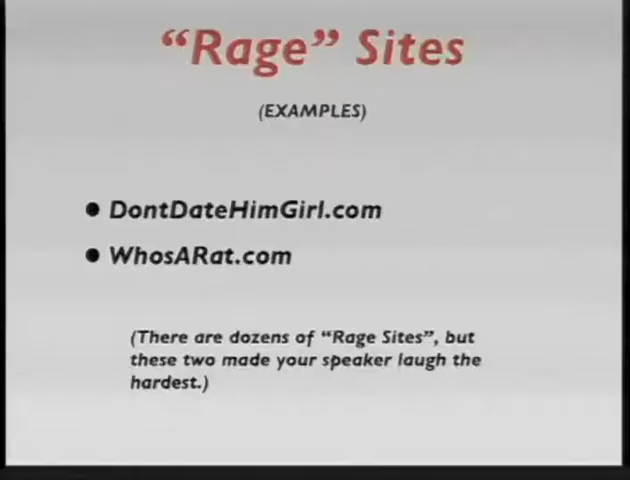 “Rage” Sites
(EXAMPLES)
● DontDateHimGirl.com
● WhosARat.com
(There are dozens of “Rage Sites”, but
these two made your speaker laugh the
hardest.)